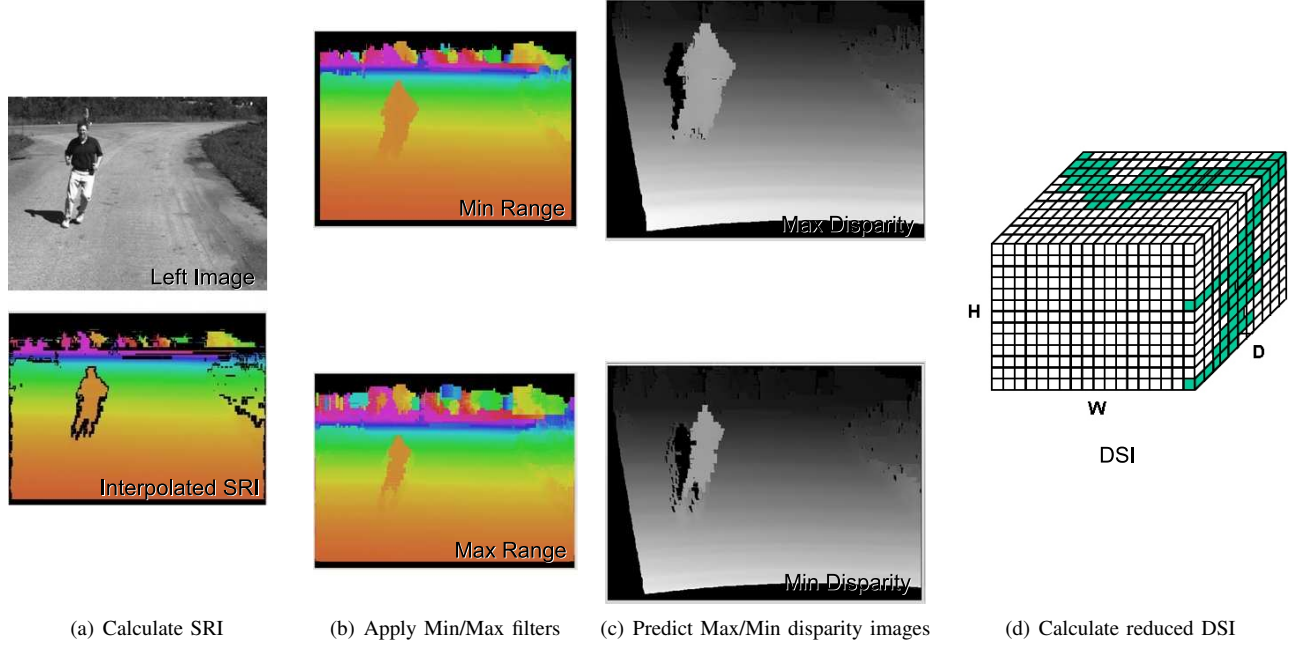 Left Image
Interpolated SRI
Min Range
Max Range
Max Disparity
Min Disparity
H
W
D
DSI
(a) Calculate SRI
(b) Apply Min/Max filters
(c) Predict Max/Min disparity images
(d) Calculate reduced DSI